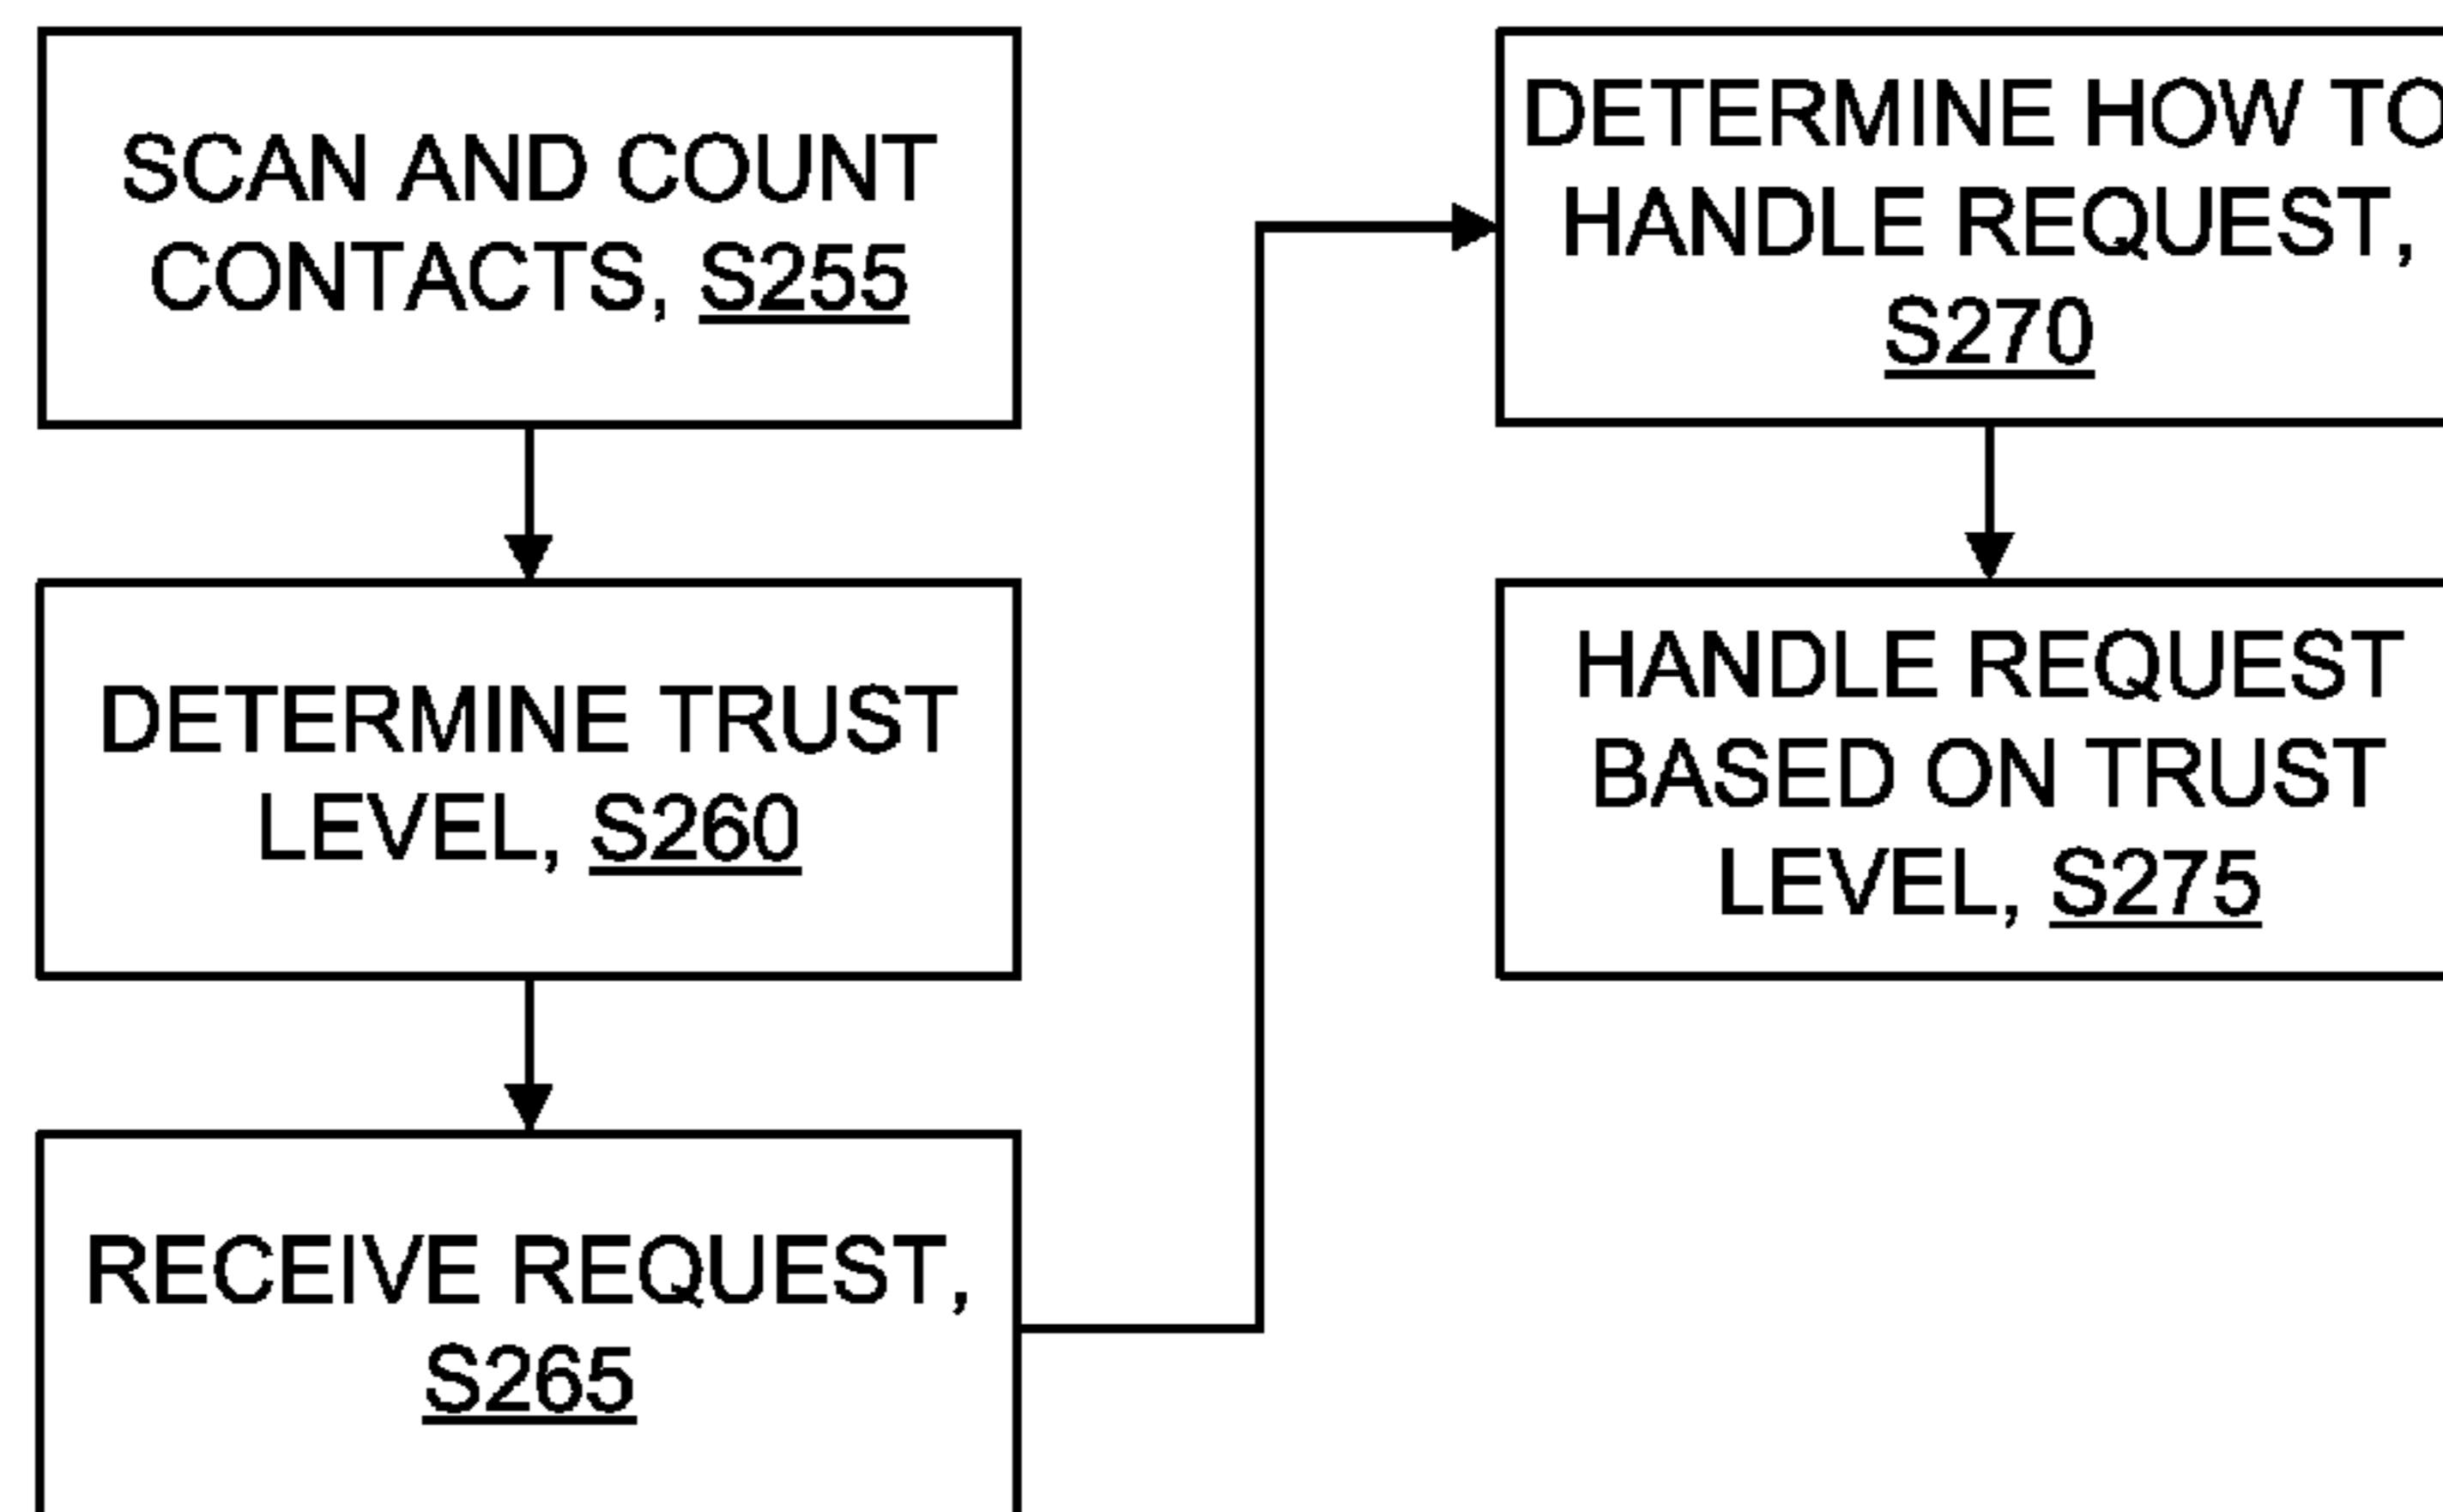 SCAN AND COUNT
CONTACTS, S255
DETERMINE TRUST
LEVEL, S260
RECEIVE REQUEST,
S265
DETERMINE HOW TO
HANDLE REQUEST,
S270
HANDLE REQUEST
BASED ON TRUST
LEVEL, S275